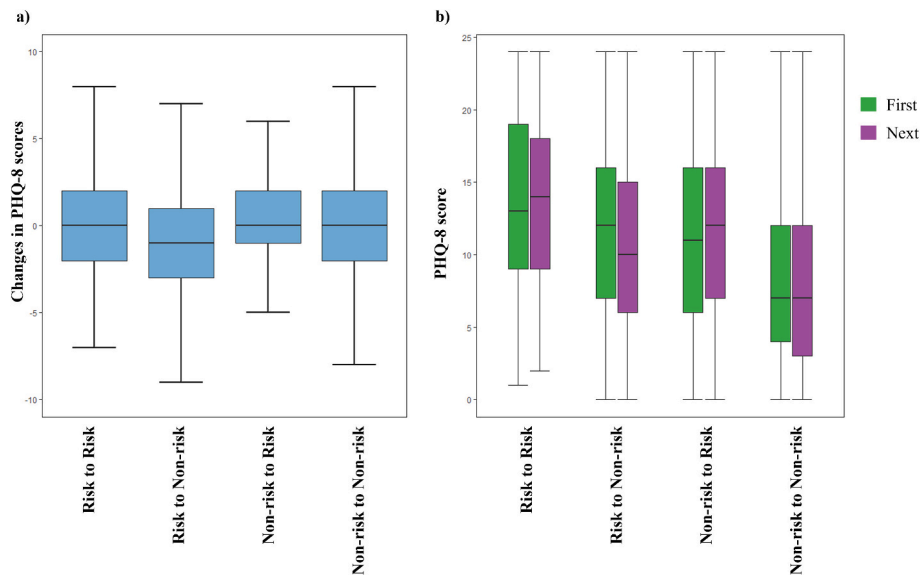 a)
Changes in PHQ-8 scores
10
5
0
-5
-10
Risk to Risk
Risk to Non-risk
Non-risk to Risk
Non-risk to Non-risk
b)
PHQ-8 score
25
20
15
10
5
0
Risk to Risk
Risk to Non-risk
Non-risk to Risk
Non-risk to Non-risk
First
Next